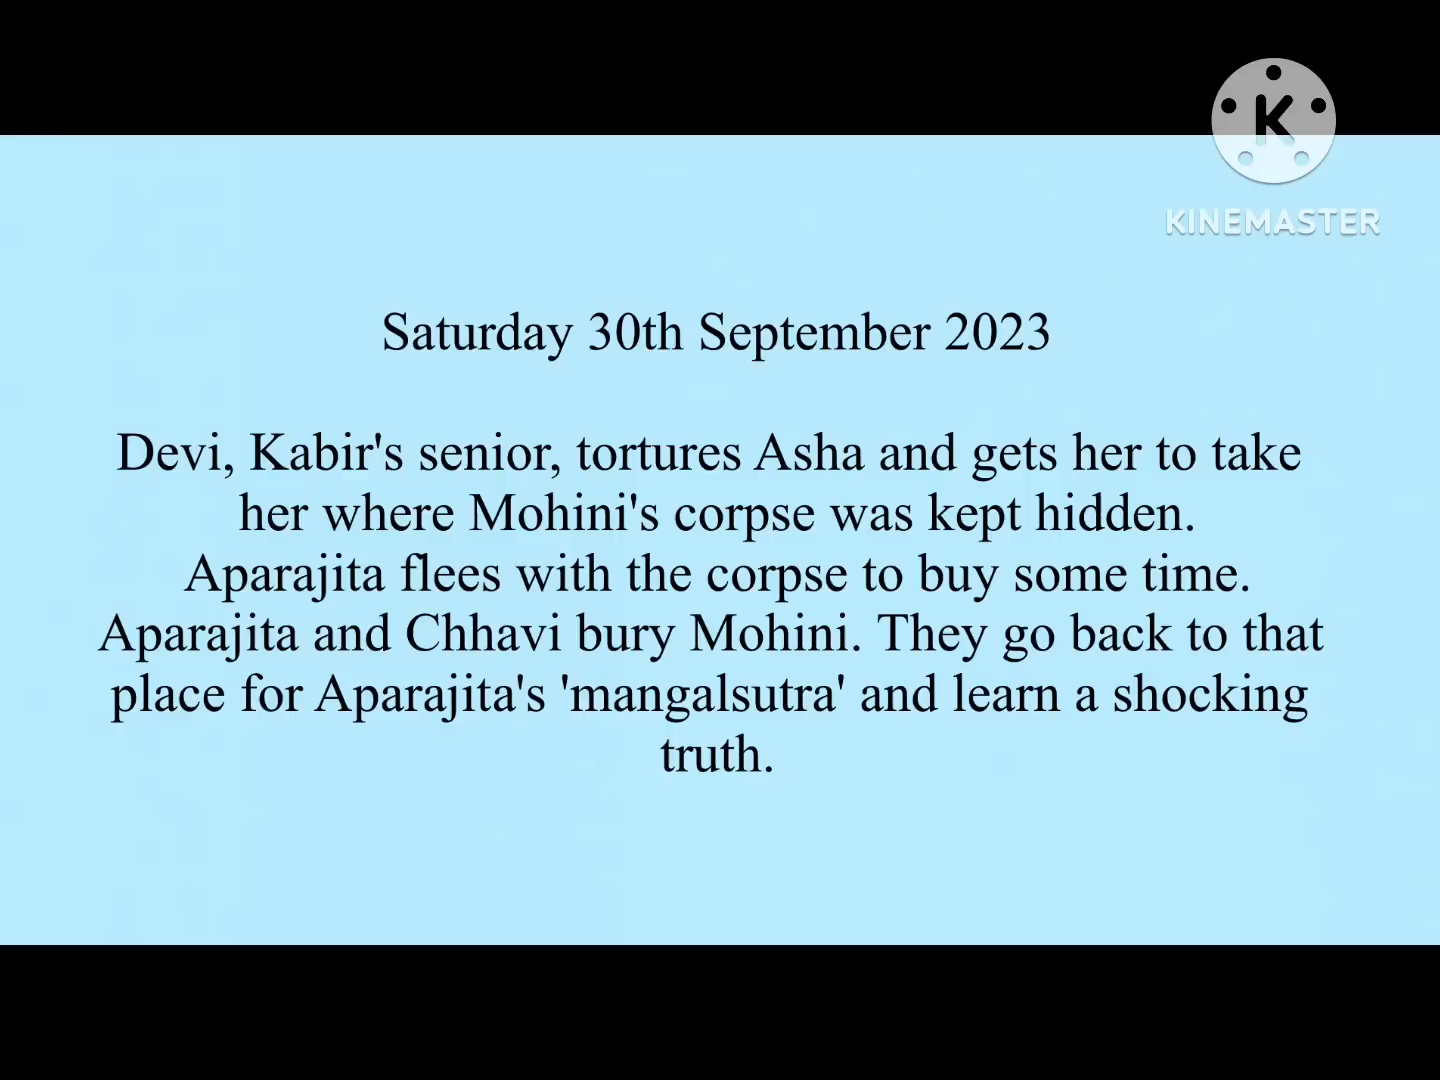 K
KINEMASTER
Saturday 30th September 2023
Devi, Kabir's senior, tortures Asha and gets her to take
her where Mohini's corpse was kept hidden.
Aparajita flees with the corpse to buy some time.
Aparajita and Chhavi bury Mohini. They go back to that
place for Aparajita's 'mangalsutra' and learn a shocking
truth.